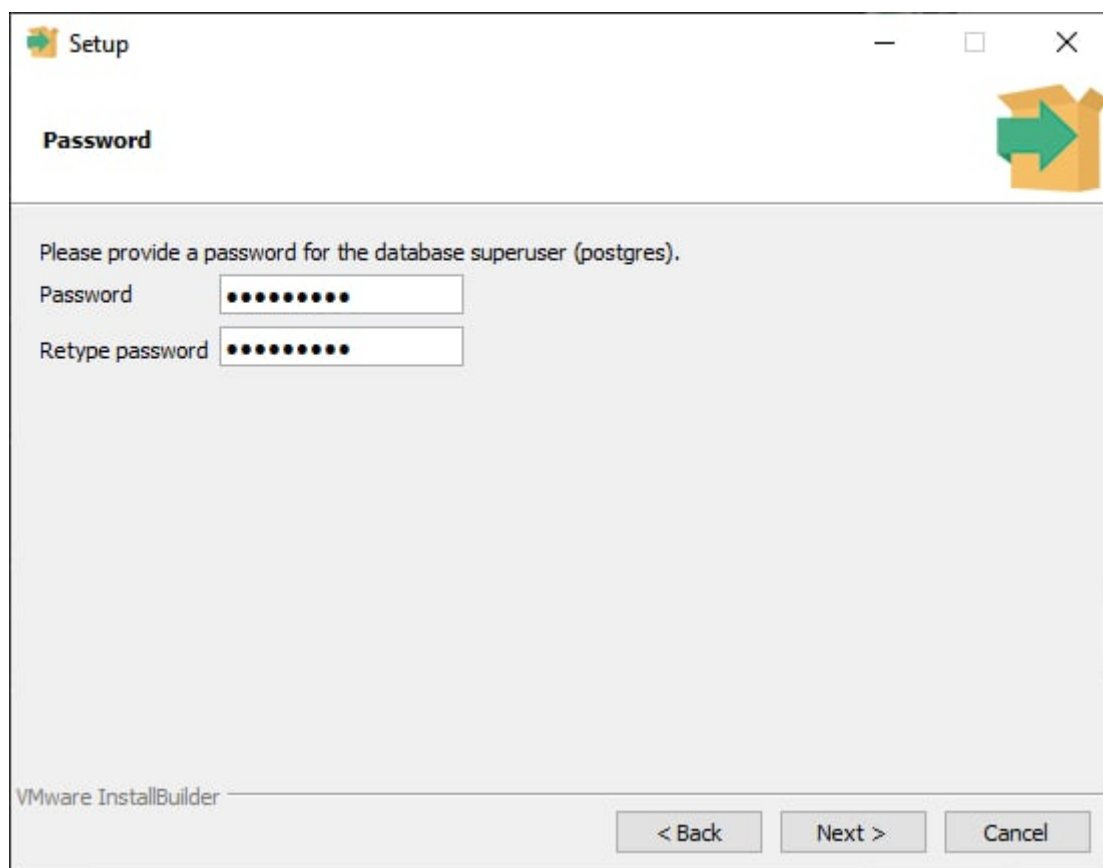 Setup
Password
Please provide a password for the database superuser (postgres).
Password •••••••••
Retype password •••••••••
VMware InstallBuilder
< Back Next > Cancel